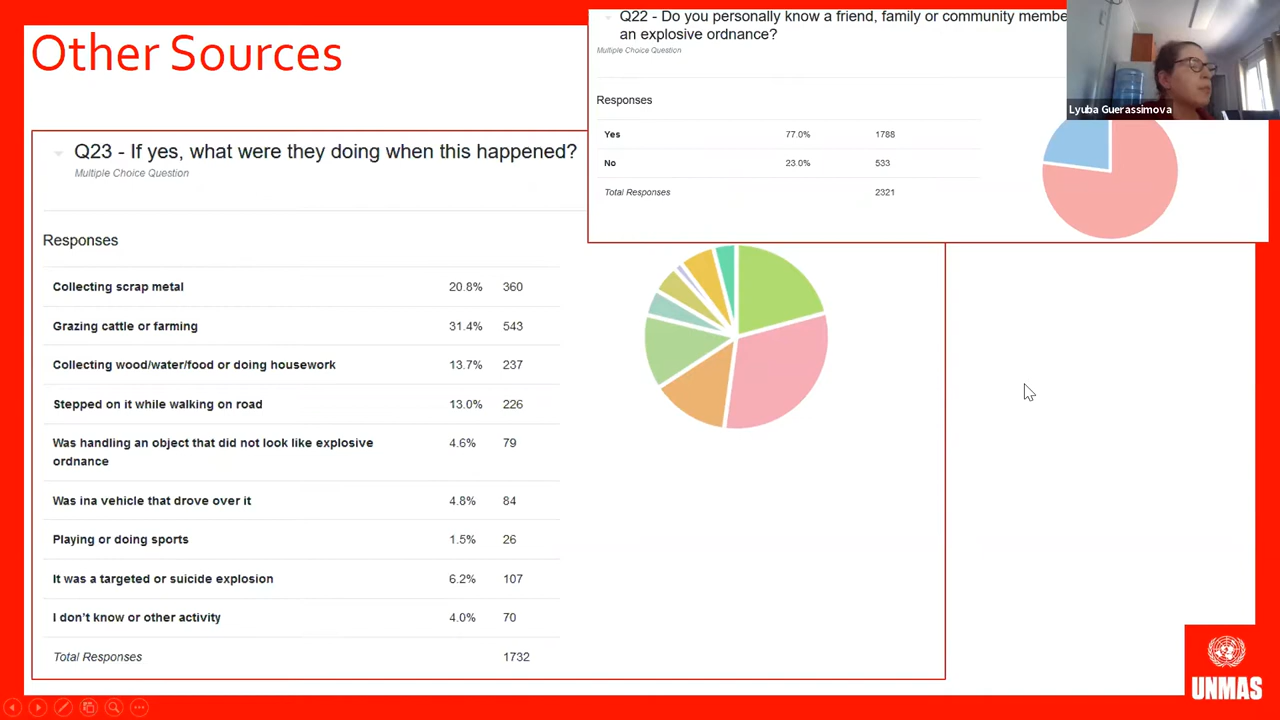 Other Sources
Q22 - Do you personally know a friend, family or community membe
an explosive ordnance?
Multiple Choice Question
Lyuba Guerassimova
Responses
Yes 77.0% 1788
No 23.0% 533
Total Responses 2321
Q23 - If yes, what were they doing when this happened?
Multiple Choice Question
Responses
Collecting scrap metal 20.8% 360
Grazing cattle or farming 31.4% 543
Collecting wood/water/food or doing housework 13.7% 237
Stepped on it while walking on road 13.0% 226
Was handling an object that did not look like explosive
ordnance 4.6% 79
Was ina vehicle that drove over it 4.8% 84
Playing or doing sports 1.5% 26
It was a targeted or suicide explosion 6.2% 107
I don't know or other activity 4.0% 70
Total Responses 1732
UNMAS